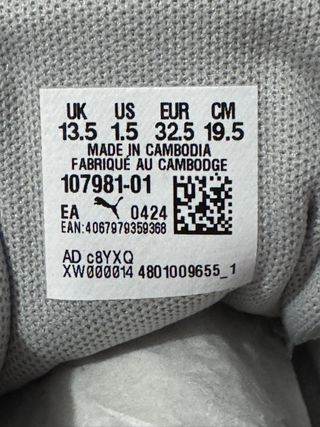 UK US EUR CM
13.5 1.5 32.5 19.5
MADE IN CAMBODIA
FABRIQUÉ AU CAMBODGE
107981-01
EA 0424
EAN:4067979359368
AD c8YXQ
XW000014 4801009655_1